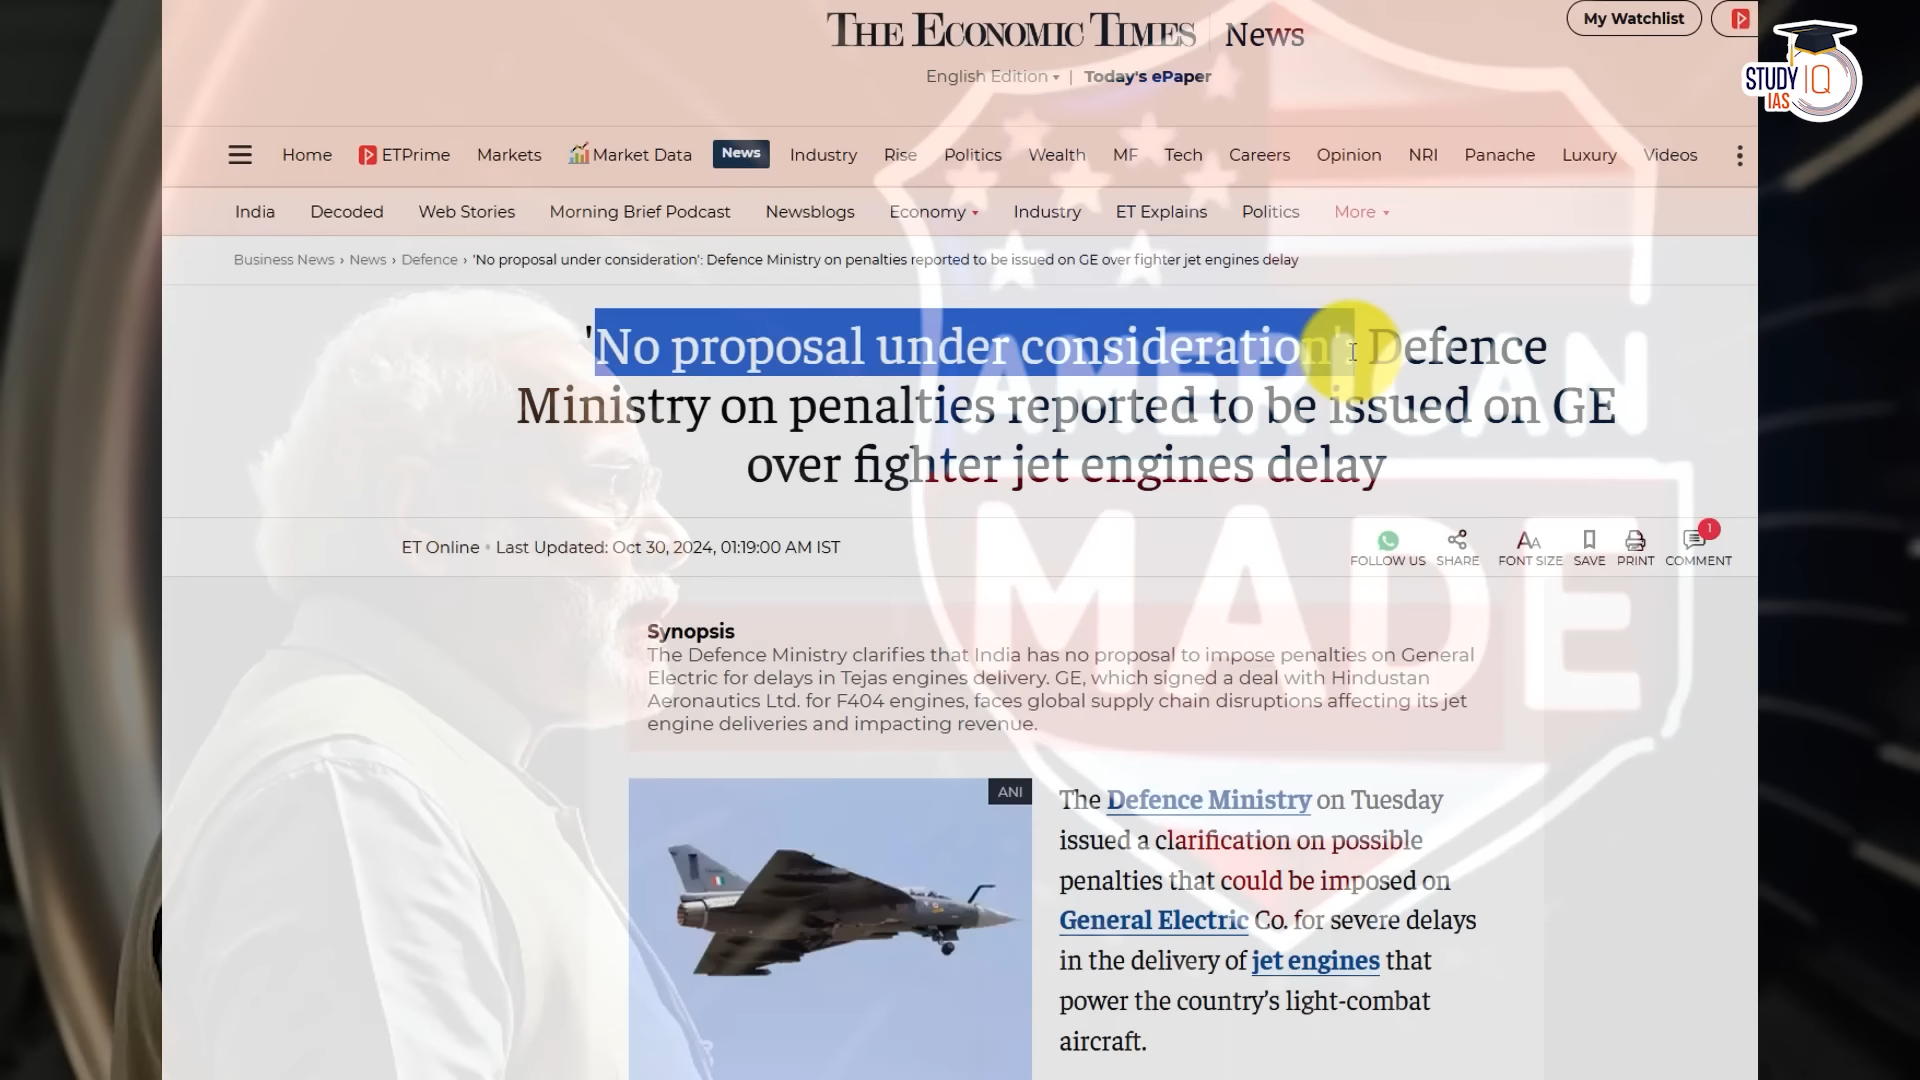 THE ECONOMIC TIMES News
My Watchlist
STUDY IQ
IAS
English Edition | Today's ePaper
Home ETPrime Markets Market Data News Industry Rise Politics Wealth MF Tech Careers Opinion NRI Panache Luxury Videos
India Decoded Web Stories Morning Brief Podcast Newsblogs Economy Industry ET Explains Politics More
Business News › News › Defence › 'No proposal under consideration': Defence Ministry on penalties reported to be issued on GE over fighter jet engines delay
'No proposal under consideration': Defence
Ministry on penalties reported to be issued on GE
over fighter jet engines delay
AMERICAN
MADE
ET Online • Last Updated: Oct 30, 2024, 01:19:00 AM IST
1
FOLLOW US SHARE FONT SIZE SAVE PRINT COMMENT
Synopsis
The Defence Ministry clarifies that India has no proposal to impose penalties on General
Electric for delays in Tejas engines delivery. GE, which signed a deal with Hindustan
Aeronautics Ltd. for F404 engines, faces global supply chain disruptions affecting its jet
engine deliveries and impacting revenue.
ANI
The Defence Ministry on Tuesday
issued a clarification on possible
penalties that could be imposed on
General Electric Co. for severe delays
in the delivery of jet engines that
power the country's light-combat
aircraft.